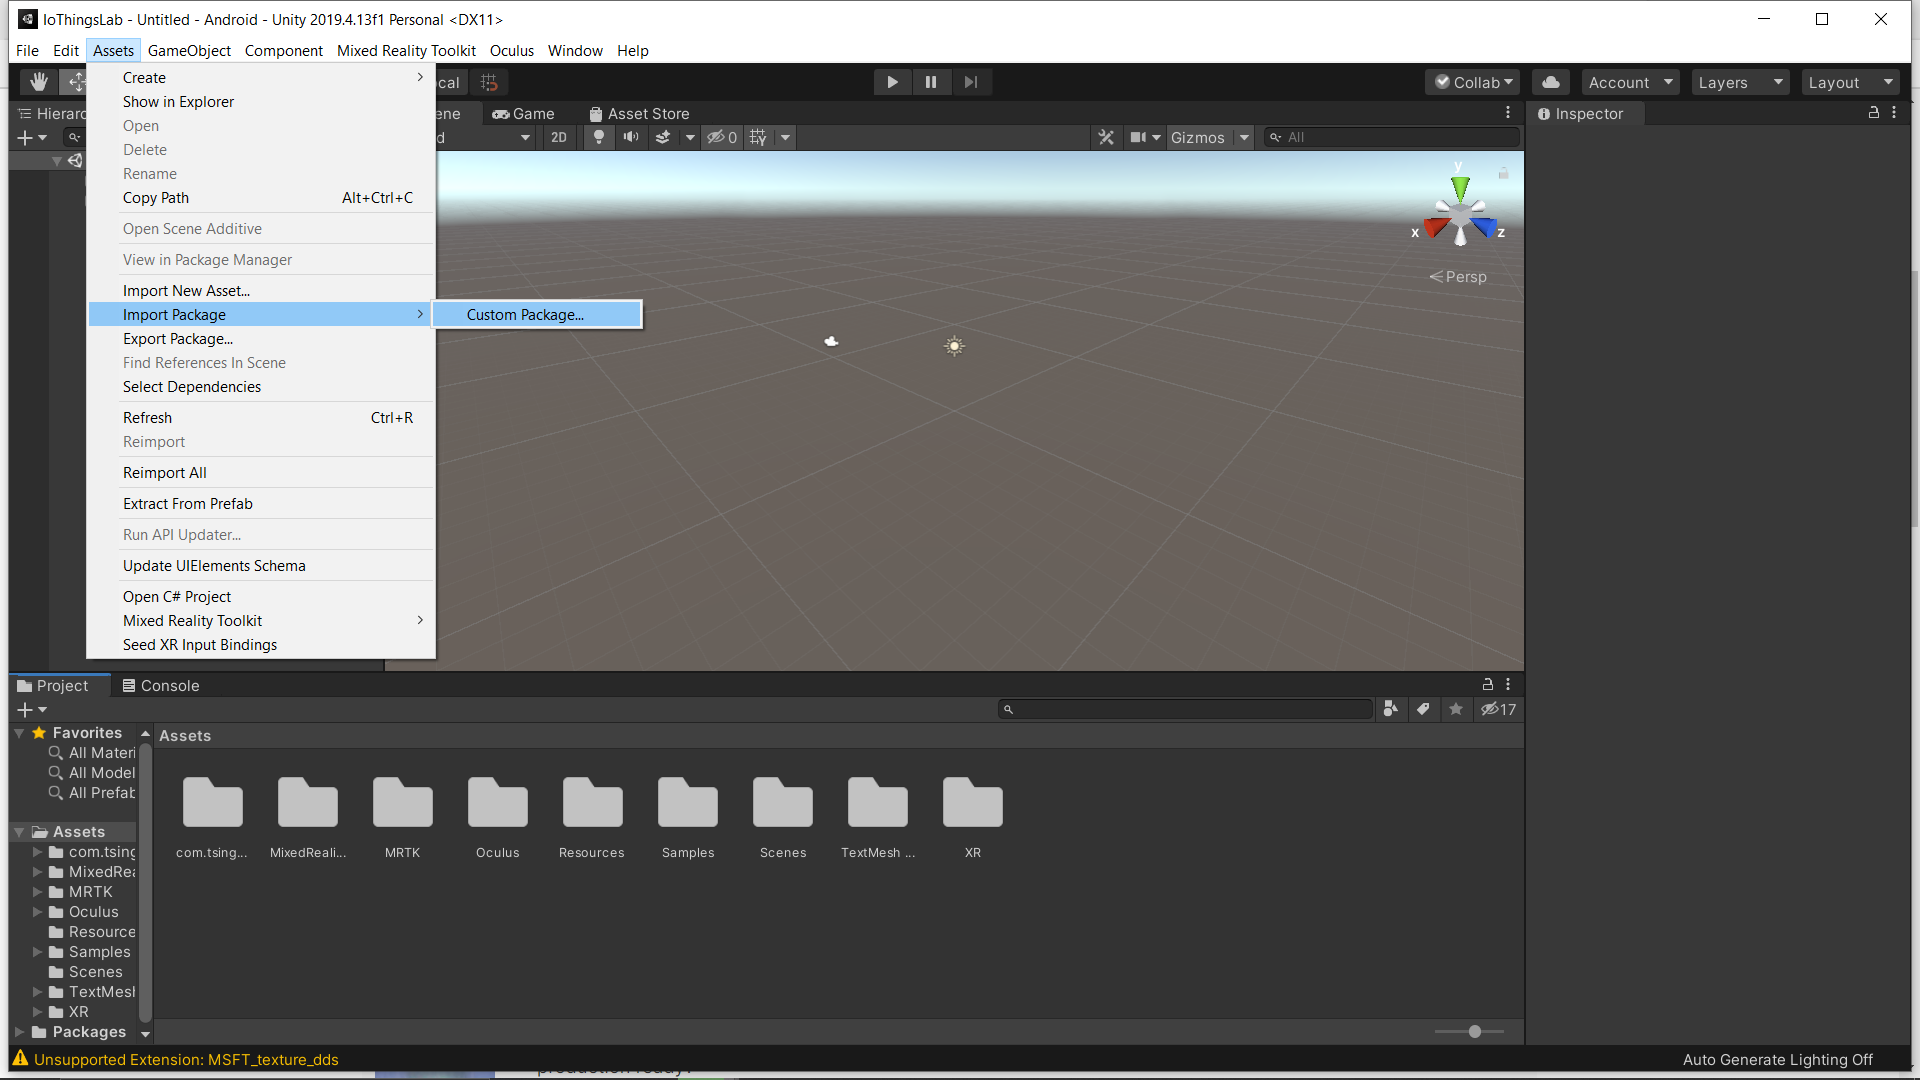 IoThingsLab - Untitled - Android - Unity 2019.4.13f1 Personal <DX11>
File Edit Assets GameObject Component Mixed Reality Toolkit Oculus Window Help
cal Collab Account Layers Layout
Hierarc ene Game Asset Store Inspector
d 2D 0 Gizmos All
Create
Show in Explorer
Open
Delete
Rename
Copy Path Alt+Ctrl+C
Open Scene Additive
View in Package Manager
Import New Asset...
Import Package Custom Package...
Export Package...
Find References In Scene
Select Dependencies
Refresh Ctrl+R
Reimport
Reimport All
Extract From Prefab
Run API Updater...
Update UIElements Schema
Open C# Project
Mixed Reality Toolkit
Seed XR Input Bindings
y
x z
Persp
Project Console
17
Favorites
All Materi
All Model
All Prefab
Assets
com.tsing
MixedRea
MRTK
Oculus
Resource
Samples
Scenes
TextMesh
XR
Packages
Assets
com.tsing... MixedReali... MRTK Oculus Resources Samples Scenes TextMesh ... XR
Unsupported Extension: MSFT_texture_dds Auto Generate Lighting Off